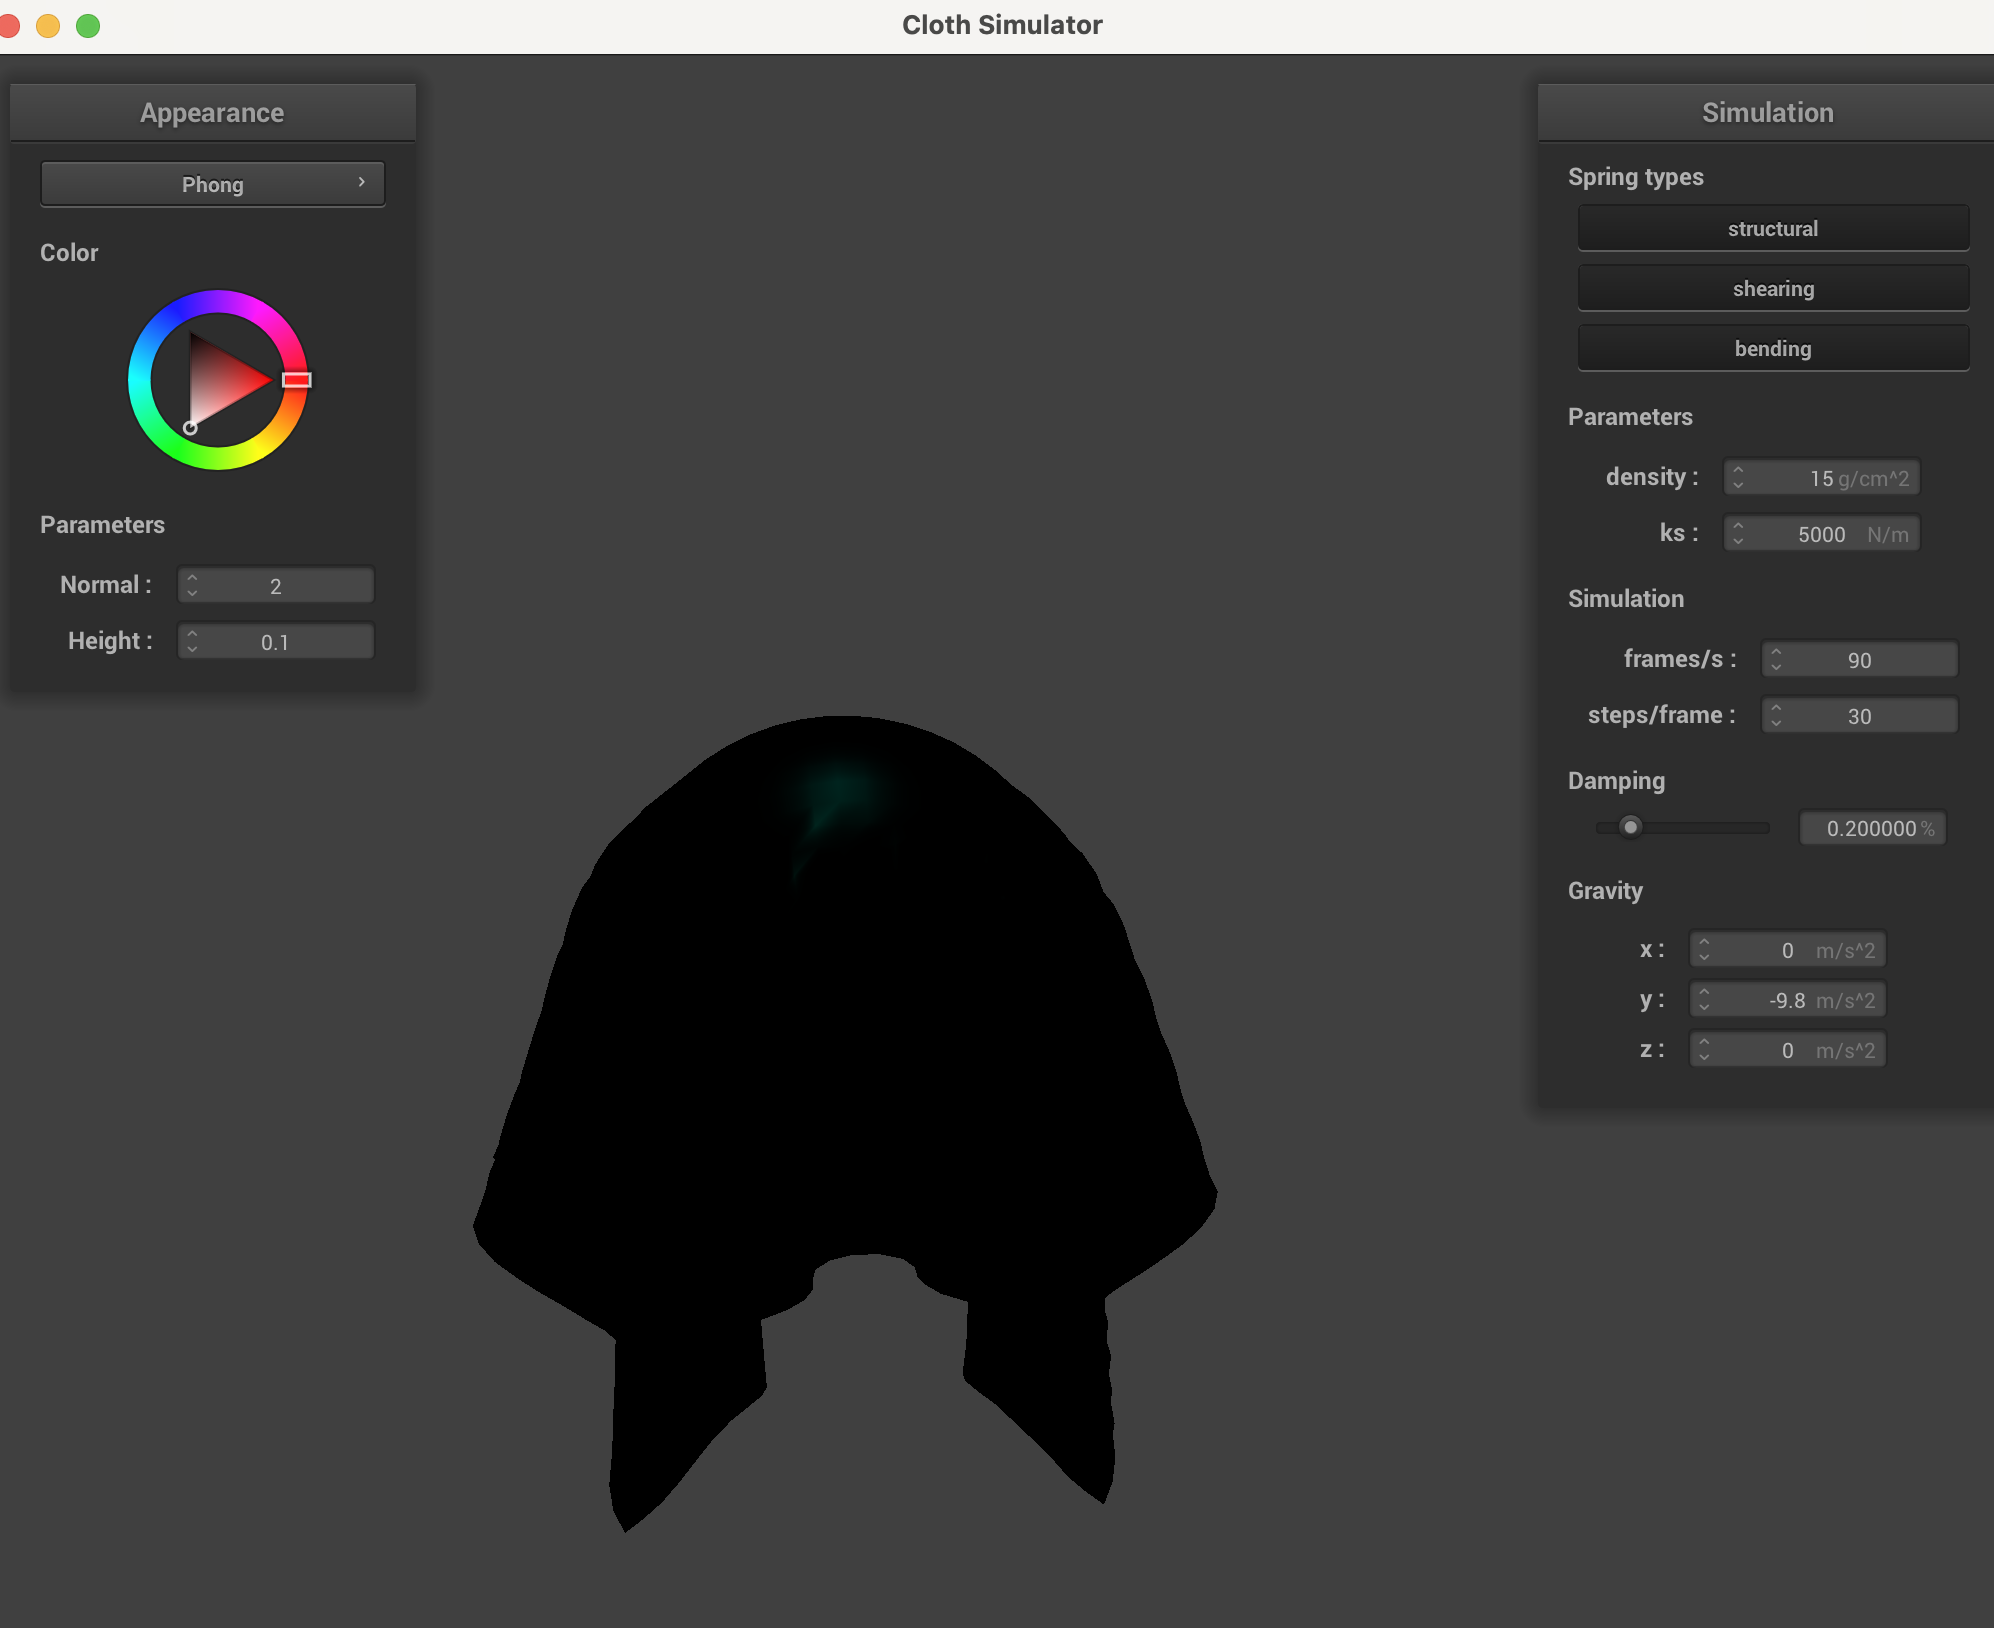 Cloth Simulator
Appearance
Phong
Color
Parameters
Normal : 2
Height : 0.1
Simulation
Spring types
structural
shearing
bending
Parameters
density : 15 g/cm^2
ks : 5000 N/m
Simulation
frames/s : 90
steps/frame : 30
Damping
0.200000 %
Gravity
x : 0 m/s^2
y : -9.8 m/s^2
z : 0 m/s^2